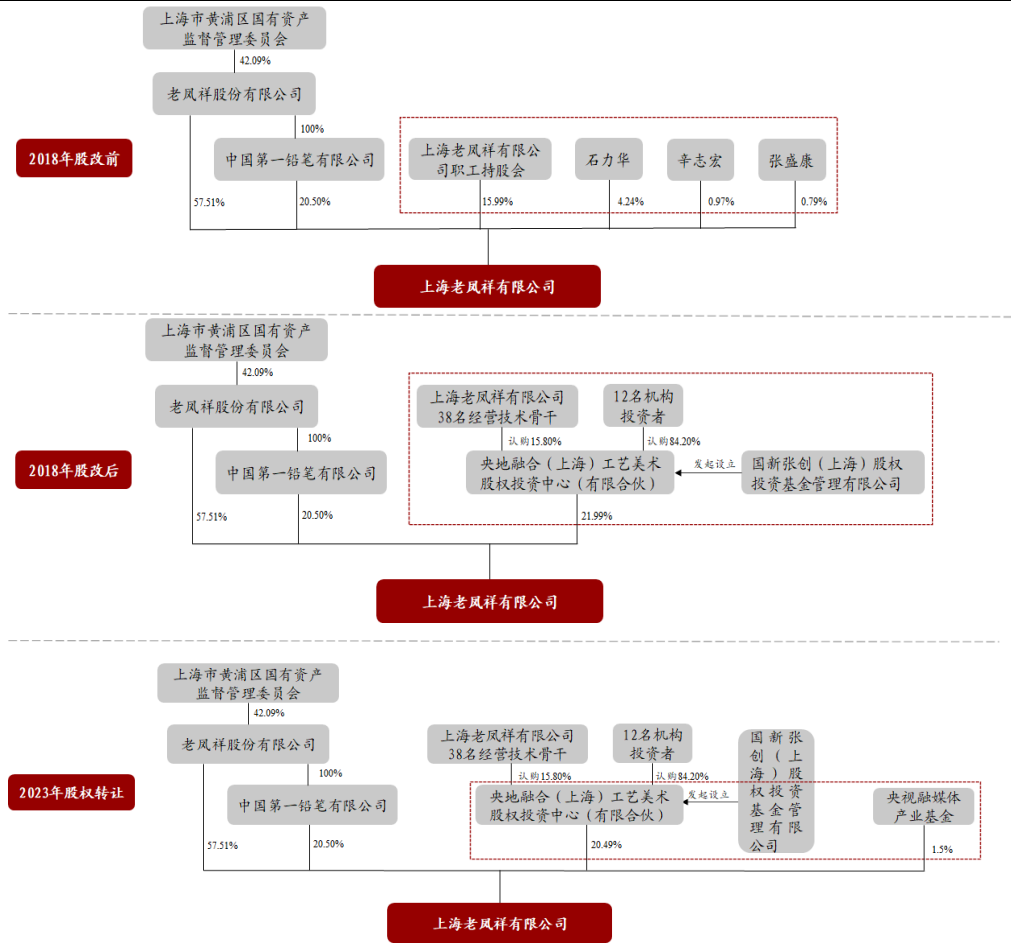 上海市黄浦区国有资产
监督管理委员会
42.09%
老凤祥股份有限公司
100%
2018年股改前
中国第一铅笔有限公司
上海老凤祥有限公
司职工持股会
石力华
辛志宏
张盛康
57.51%
20.50%
15.99%
4.24%
0.97%
0.79%
上海老凤祥有限公司
上海市黄浦区国有资产
监督管理委员会
42.09%
老凤祥股份有限公司
上海老凤祥有限公司
38名经营技术骨干
12名机构
投资者
100%
认购15.80%
认购84.20%
2018年股改后
中国第一铅笔有限公司
央地融合（上海）工艺美术
股权投资中心（有限合伙）
发起设立
国新张创（上海）股权
投资基金管理有限公司
57.51%
20.50%
21.99%
上海老凤祥有限公司
上海市黄浦区国有资产
监督管理委员会
42.09%
老凤祥股份有限公司
上海老凤祥有限公司
38名经营技术骨干
12名机构
投资者
国新张
创（上
海）股
权投资
基金管
理有限
公司
100%
认购15.80%
认购84.20%
2023年股权转让
中国第一铅笔有限公司
央地融合（上海）工艺美术
股权投资中心（有限合伙）
发起设立
央视融媒体
产业基金
57.51%
20.50%
20.49%
1.5%
上海老凤祥有限公司